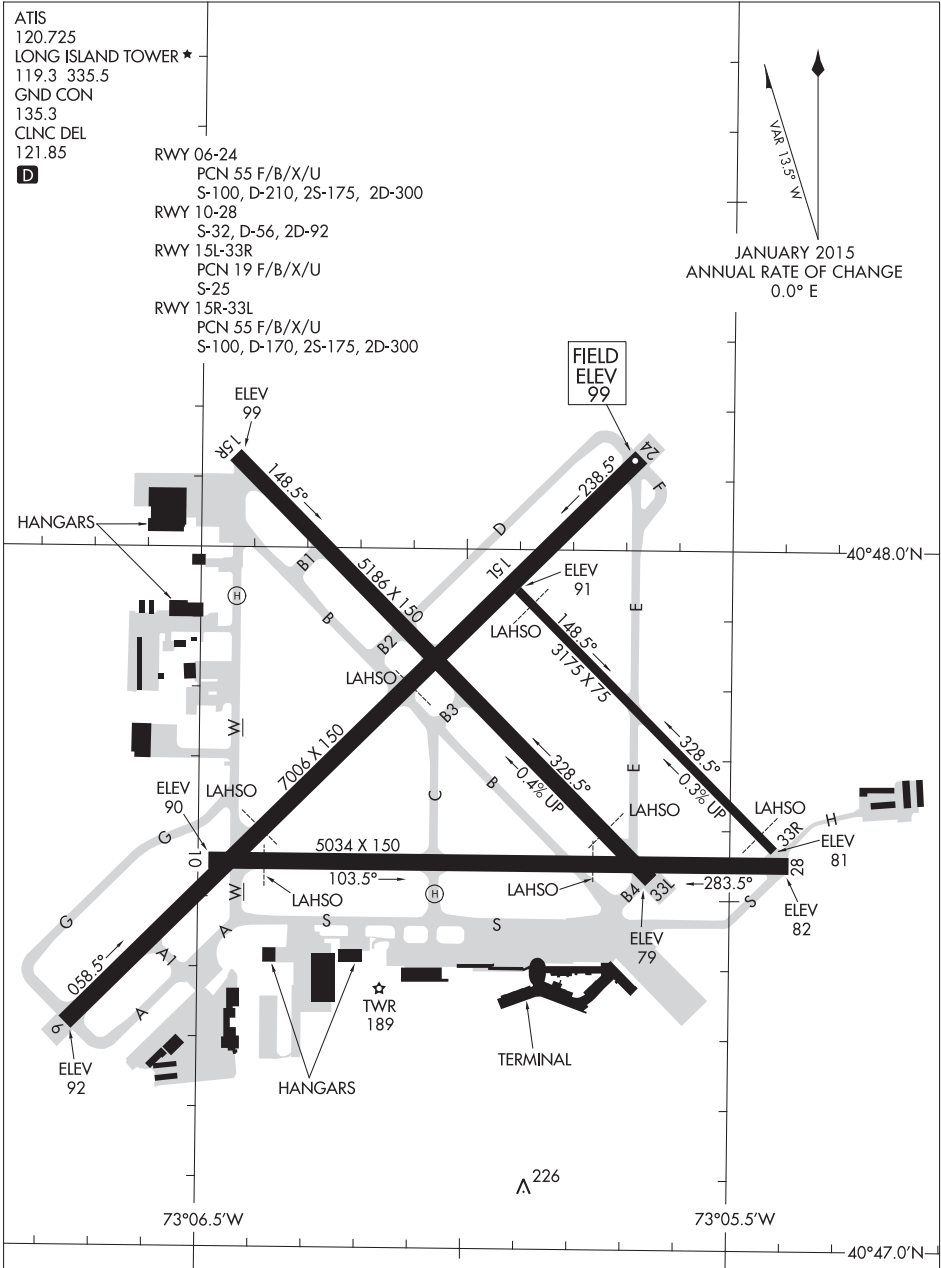 ATIS
120.725
LONG ISLAND TOWER ★
119.3 335.5
GND CON
135.3
CLNC DEL
121.85
D
RWY 06-24
PCN 55 F/B/X/U
S-100, D-210, 2S-175, 2D-300
RWY 10-28
S-32, D-56, 2D-92
RWY 15L-33R
PCN 19 F/B/X/U
S-25
RWY 15R-33L
PCN 55 F/B/X/U
S-100, D-170, 2S-175, 2D-300
VAR 13.5° W
JANUARY 2015
ANNUAL RATE OF CHANGE
0.0° E
FIELD
ELEV
99
ELEV
99
15R
24
148.5°
238.5°
F
HANGARS
D
B1
15L
40°48.0'N
ELEV
91
5186 X 150
H
B
E
LAHSO
148.5°
B2
3175 X 75
LAHSO
B3
W
7006 X 150
328.5°
328.5°
0.4% UP
E
0.3% UP
ELEV
90
LAHSO
C
B
LAHSO
LAHSO
H
G
33R
10
5034 X 150
ELEV
81
28
103.5°
283.5°
W
LAHSO
H
LAHSO
B4
33L
S
G
A
S
S
ELEV
79
ELEV
82
A1
058.5°
A
6
TWR
189
ELEV
92
HANGARS
TERMINAL
226
73°06.5'W
73°05.5'W
40°47.0'N